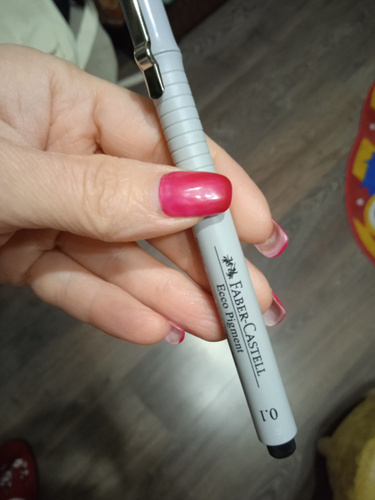 FABER-CASTELL
Ecco Pigment
0.1